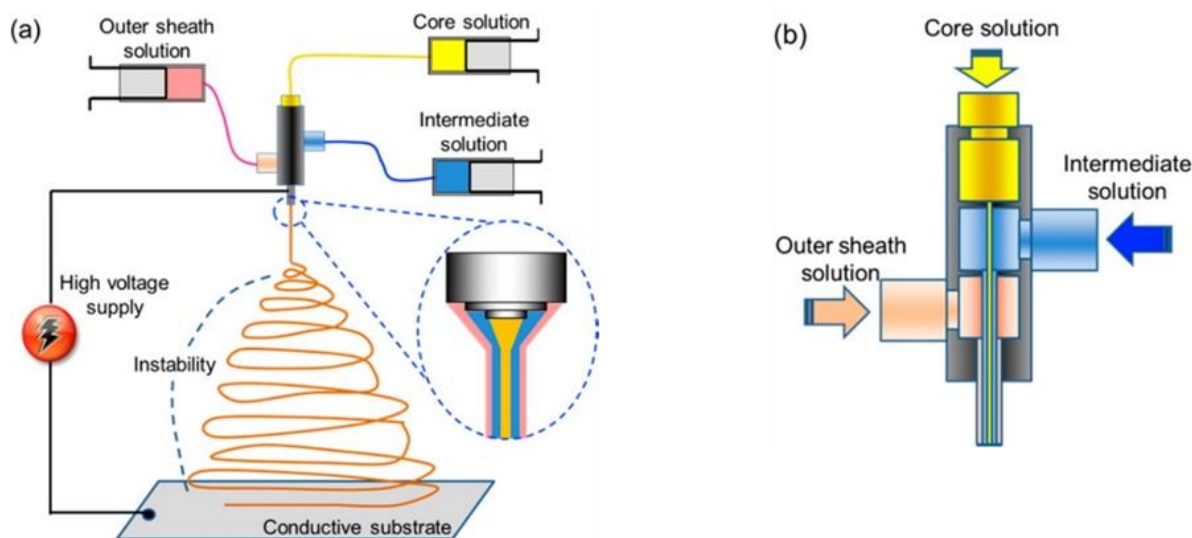 (a)
Outer sheath
solution
Core solution
Intermediate
solution
High voltage
supply
Instability
Conductive substrate
(b)
Core solution
Intermediate
solution
Outer sheath
solution